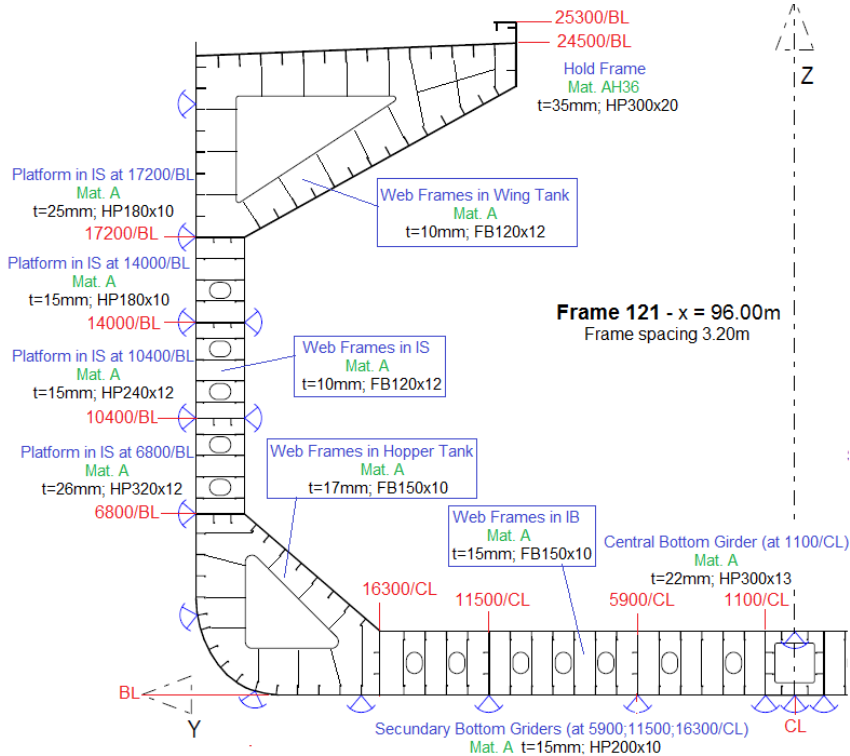 25300/BL
24500/BL
Z
Hold Frame
Mat. AH36
t=35mm; HP300x20
Platform in IS at 17200/BL
Mat. A
t=25mm; HP180x10
17200/BL
Web Frames in Wing Tank
Mat. A
t=10mm; FB120x12
Platform in IS at 14000/BL
Mat. A
t=15mm; HP180x10
14000/BL
Frame 121 - x = 96.00m
Frame spacing 3.20m
Platform in IS at 10400/BL
Mat. A
t=15mm; HP240x12
10400/BL
Web Frames in IS
Mat. A
t=10mm; FB120x12
Platform in IS at 6800/BL
Mat. A
t=26mm; HP320x12
6800/BL
Web Frames in Hopper Tank
Mat. A
t=17mm; FB150x10
Web Frames in IB
Mat. A
t=15mm; FB150x10
Central Bottom Girder (at 1100/CL)
Mat. A
t=22mm; HP300x13
16300/CL
11500/CL
5900/CL
1100/CL
BL
Y
CL
Secundary Bottom Griders (at 5900;11500;16300/CL)
Mat. A t=15mm; HP200x10